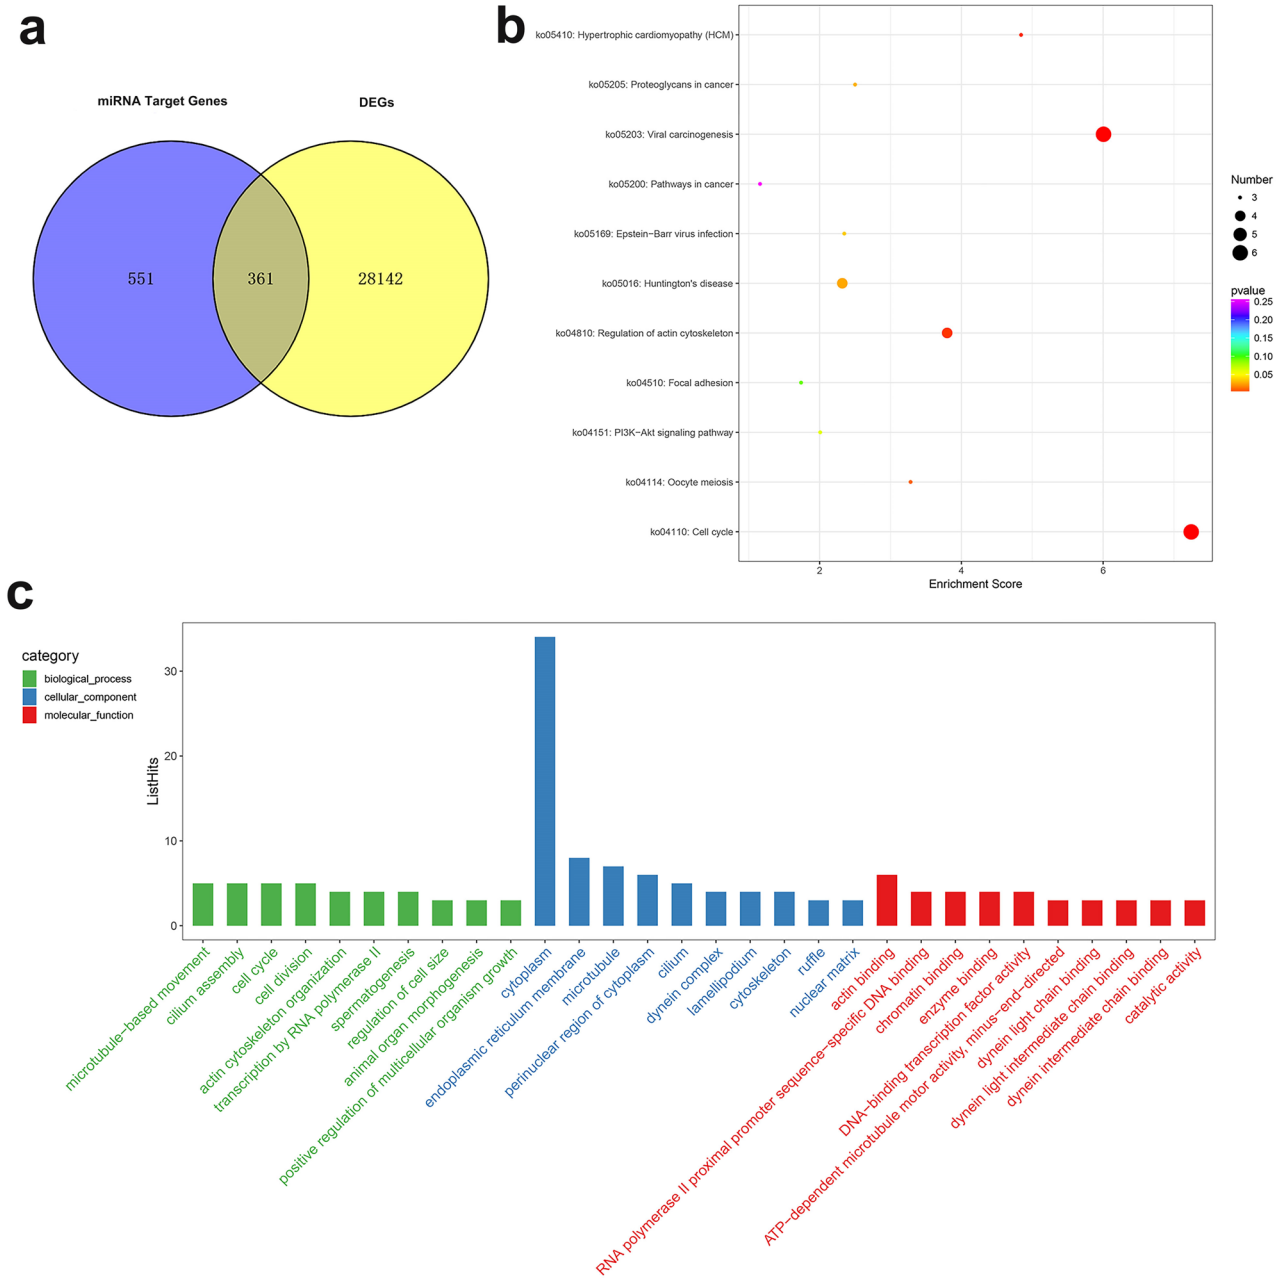 a
miRNA Target Genes
DEGs
551
361
28142
b
ko05410: Hypertrophic cardiomyopathy (HCM)
ko05205: Proteoglycans in cancer
ko05203: Viral carcinogenesis
ko05200: Pathways in cancer
ko05169: Epstein−Barr virus infection
ko05016: Huntington's disease
ko04810: Regulation of actin cytoskeleton
ko04510: Focal adhesion
ko04151: PI3K−Akt signaling pathway
ko04114: Oocyte meiosis
ko04110: Cell cycle
2
4
6
Enrichment Score
Number
3
4
5
6
pvalue
0.25
0.20
0.15
0.10
0.05
c
category
biological_process
cellular_component
molecular_function
ListHits
30
20
10
0
microtubule−based movement
cilium assembly
cell cycle
cell division
actin cytoskeleton organization
transcription by RNA polymerase II
spermatogenesis
regulation of cell size
animal organ morphogenesis
positive regulation of multicellular organism growth
cytoplasm
endoplasmic reticulum membrane
microtubule
perinuclear region of cytoplasm
cilium
dynein complex
lamellipodium
cytoskeleton
ruffle
nuclear matrix
actin binding
RNA polymerase II proximal promoter sequence−specific DNA binding
chromatin binding
enzyme binding
DNA−binding transcription factor activity
ATP−dependent microtubule motor activity, minus−end−directed
dynein light chain binding
dynein light intermediate chain binding
dynein intermediate chain binding
catalytic activity